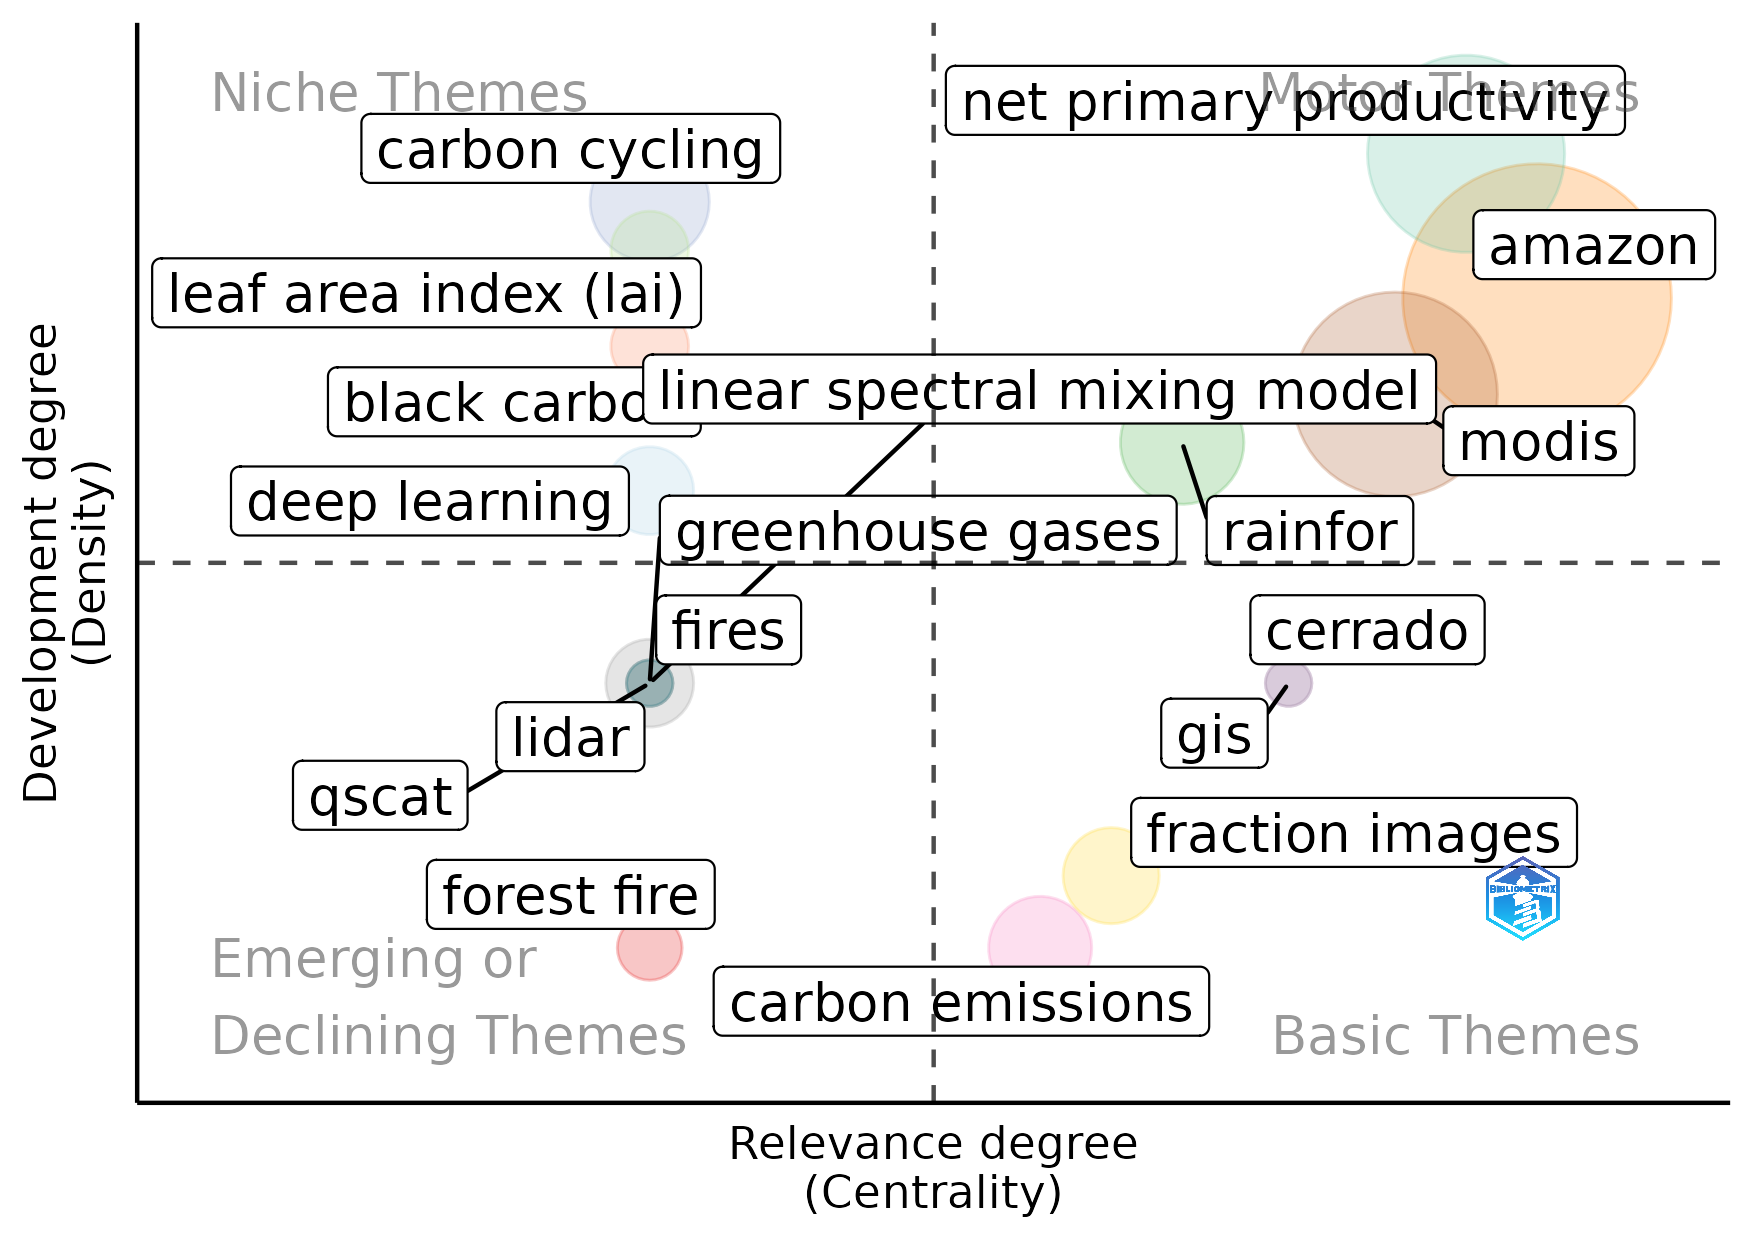 Niche Themes
Motor Themes
net primary productivity
carbon cycling
amazon
leaf area index (lai)
linear spectral mixing model
black carbo
modis
deep learning
greenhouse gases
rainfor
fires
cerrado
lidar
gis
qscat
fraction images
forest fire
BIBLIOMETRIX
Emerging or
Declining Themes
carbon emissions
Basic Themes
Development degree
(Density)
Relevance degree
(Centrality)